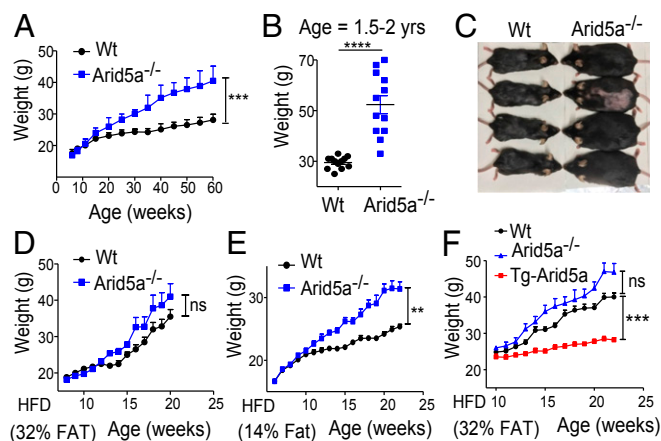 A
Wt
Arid5a-/-
Weight (g)
50
40
30
20
***
0 10 20 30 40 50 60
Age (weeks)
B
Age = 1.5-2 yrs
****
Weight (g)
70
50
30
Wt Arid5a-/-
C
Wt Arid5a-/-
D
Wt
Arid5a-/-
Weight (g)
50
40
30
20
ns
10 15 20 25
HFD Age (weeks)
(32% FAT)
E
Wt
Arid5a-/-
Weight (g)
30
20
**
10 15 20 25
HFD Age (weeks)
(14% Fat)
F
Wt
Arid5a-/-
Tg-Arid5a
Weight (g)
50
40
30
20
ns
***
10 15 20 25
HFD Age (weeks)
(32% FAT)